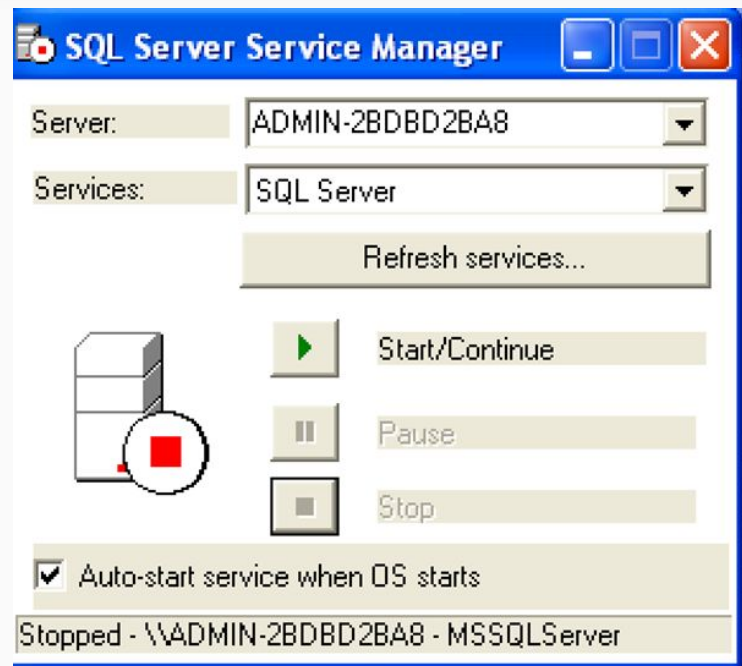 SQL Server Service Manager
Server: ADMIN-2BDBD2BA8
Services: SQL Server
Refresh services...
Start/Continue
Pause
Stop
Auto-start service when OS starts
Stopped - \\ADMIN-2BDBD2BA8 - MSSQLServer